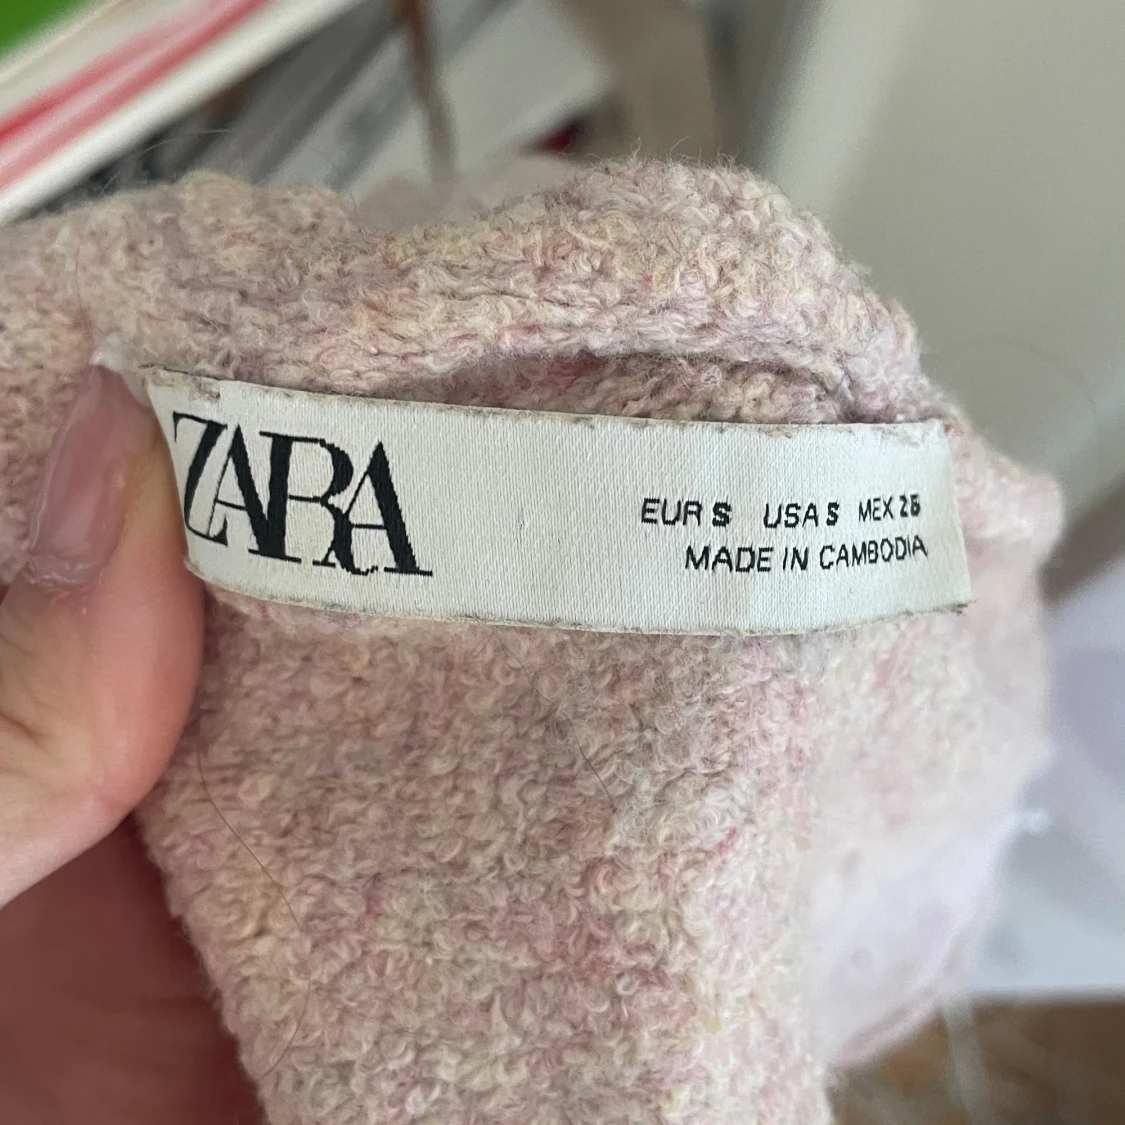 ZARA
EUR S USA S MEX 26
MADE IN CAMBODIA